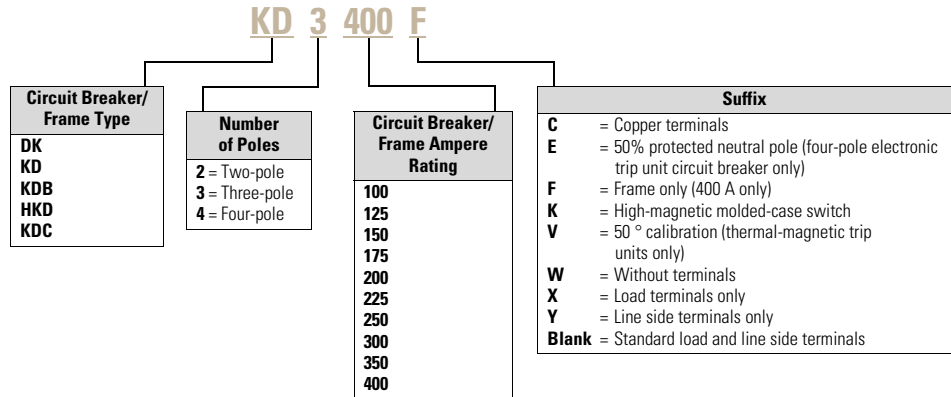 KD 3 400 F
Circuit Breaker/
Frame Type
DK
KD
KDB
HKD
KDC
Number
of Poles
2 = Two-pole
3 = Three-pole
4 = Four-pole
Circuit Breaker/
Frame Ampere
Rating
100
125
150
175
200
225
250
300
350
400
Suffix
C = Copper terminals
E = 50% protected neutral pole (four-pole electronic
trip unit circuit breaker only)
F = Frame only (400 A only)
K = High-magnetic molded-case switch
V = 50 ° calibration (thermal-magnetic trip
units only)
W = Without terminals
X = Load terminals only
Y = Line side terminals only
Blank = Standard load and line side terminals